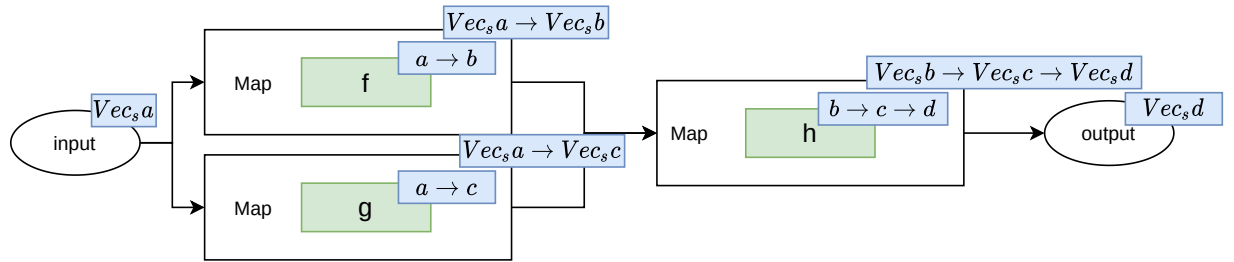 Vec_s a → Vec_s b
a → b
Map
f
Vec_s a
input
Vec_s a → Vec_s c
a → c
Map
g
Vec_s b → Vec_s c → Vec_s d
b → c → d
Map
h
Vec_s d
output